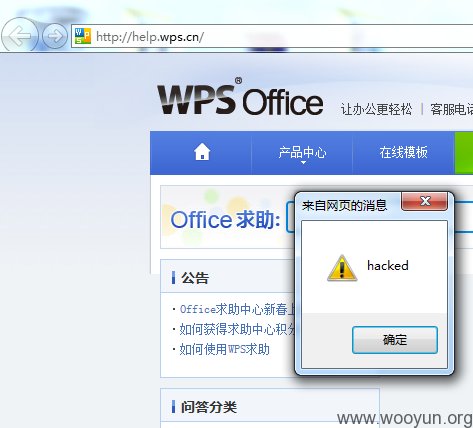 http://help.wps.cn/
WPS® Office
让办公更轻松 | 客服电话
产品中心
在线模板
Office 求助:
来自网页的消息
hacked
确定
公告
· Office求助中心新春上
· 如何获得求助中心积分
· 如何使用WPS求助
问答分类
www.wooyun.org